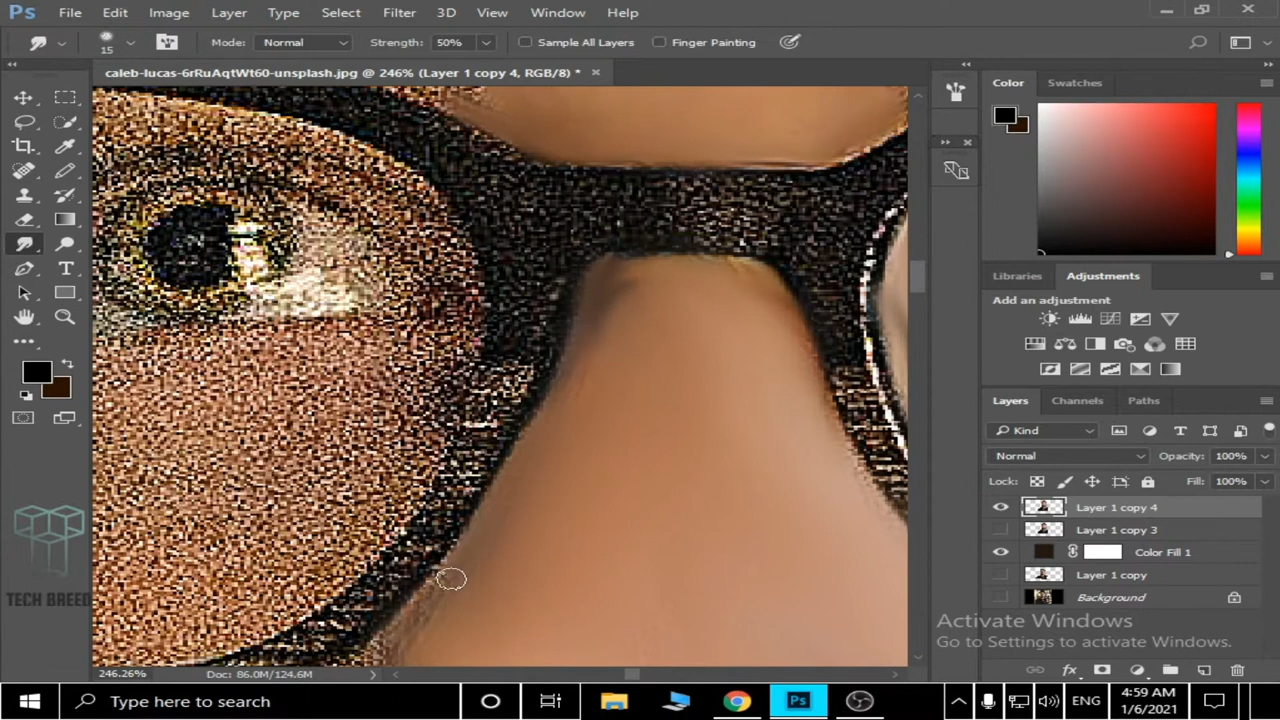 Ps File Edit Image Layer Type Select Filter 3D View Window Help
15 Mode: Normal Strength: 50% Sample All Layers Finger Painting
caleb-lucas-6rRuAqtWt60-unsplash.jpg @ 246% (Layer 1 copy 4, RGB/8) *
Color Swatches
Libraries Adjustments
Add an adjustment
Layers Channels Paths
Kind
Normal Opacity: 100%
Lock: Fill: 100%
Layer 1 copy 4
Layer 1 copy 3
Color Fill 1
Layer 1 copy
Background
TECH BREED
Activate Windows
Go to Settings to activate Windows.
246.26% Doc: 86.0M/124.6M
Type here to search
Ps
ENG
4:59 AM
1/6/2021